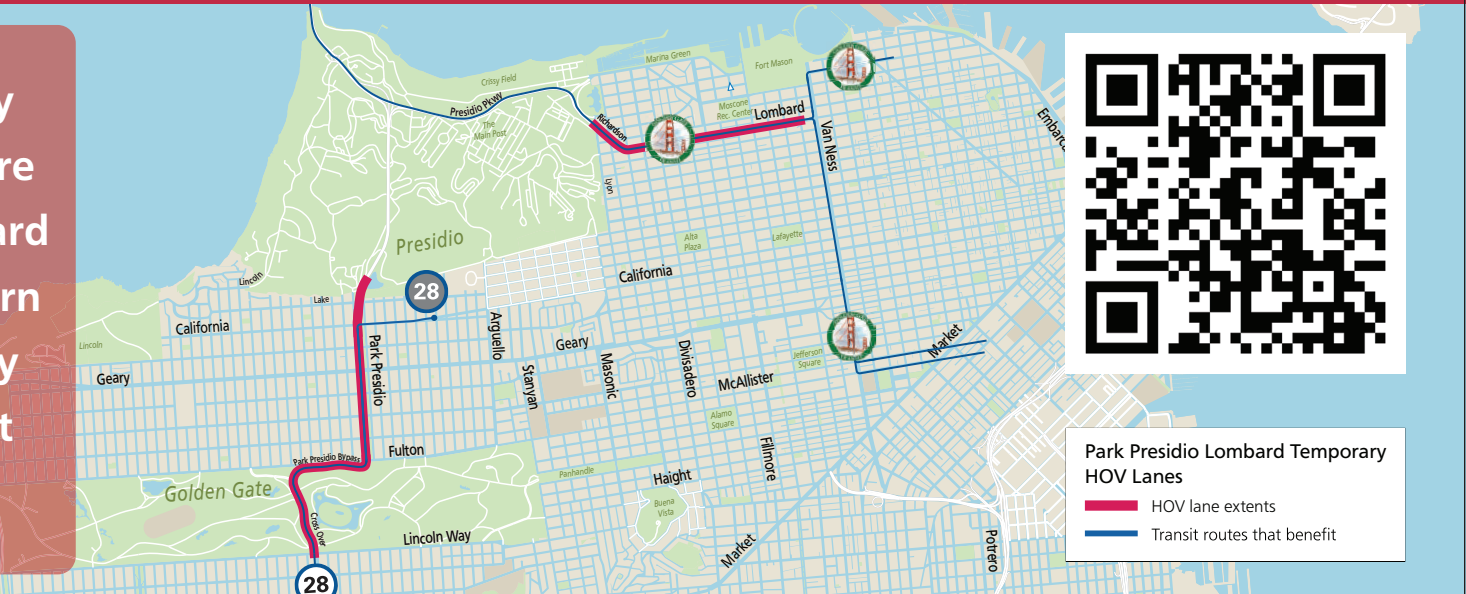 y
re
ard
rn
y
t
Marina Green
Fort Mason
Crissy Field
Presidio Pkwy
The
Main Post
Richardson
Moscone
Rec. Center
Lombard
Van Ness
Lyon
Presidio
Alta
Plaza
Lafayette
California
Lincoln
Lake
28
California
Lincoln
Geary
Park Presidio
Arguello
Geary
Stanyan
Masonic
Divisadero
McAllister
Jefferson
Square
Market
Alamo
Square
Fulton
Park Presidio Bypass
Golden Gate
Panhandle
Haight
Fillmore
Buena
Vista
Cross Over
Lincoln Way
Market
Potrero
28
Park Presidio Lombard Temporary
HOV Lanes
HOV lane extents
Transit routes that benefit